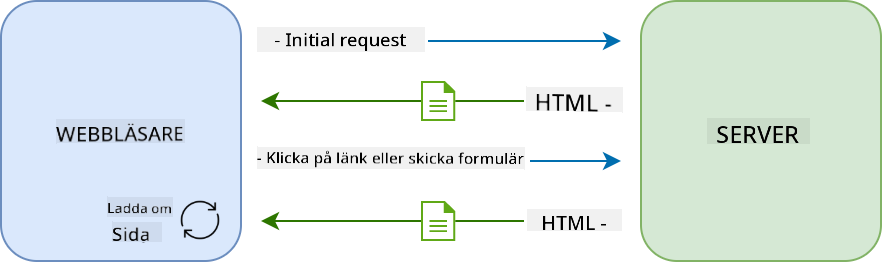 - Initial request
HTML -
WEBBLÄSARE
SERVER
- Klicka på länk eller skicka formulär
Ladda om
Sida
HTML -